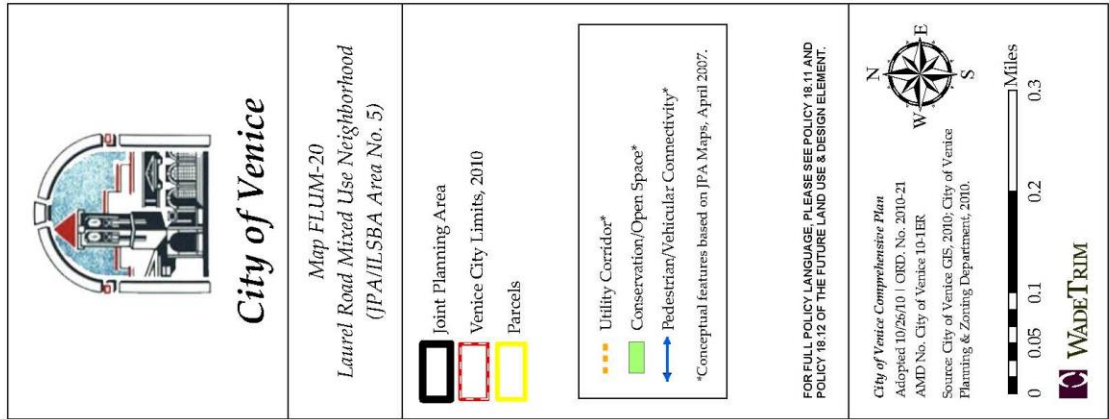 City of Venice
Map FLUM-20
Laurel Road Mixed Use Neighborhood
(JPA/ILSBA Area No. 5)
Joint Planning Area
Venice City Limits, 2010
Parcels
Utility Corridor*
Conservation/Open Space*
Pedestrian/Vehicular Connectivity*
*Conceptual features based on JPA Maps, April 2007.
FOR FULL POLICY LANGUAGE, PLEASE SEE POLICY 18.11 AND
POLICY 18.12 OF THE FUTURE LAND USE & DESIGN ELEMENT.
City of Venice Comprehensive Plan
Adopted 10/26/10 | ORD. No. 2010-21
AMD No. City of Venice 10-1ER
Source: City of Venice GIS, 2010; City of Venice
Planning & Zoning Department, 2010.
N
W E
S
Miles
0 0.05 0.1 0.2 0.3
WADETRIM